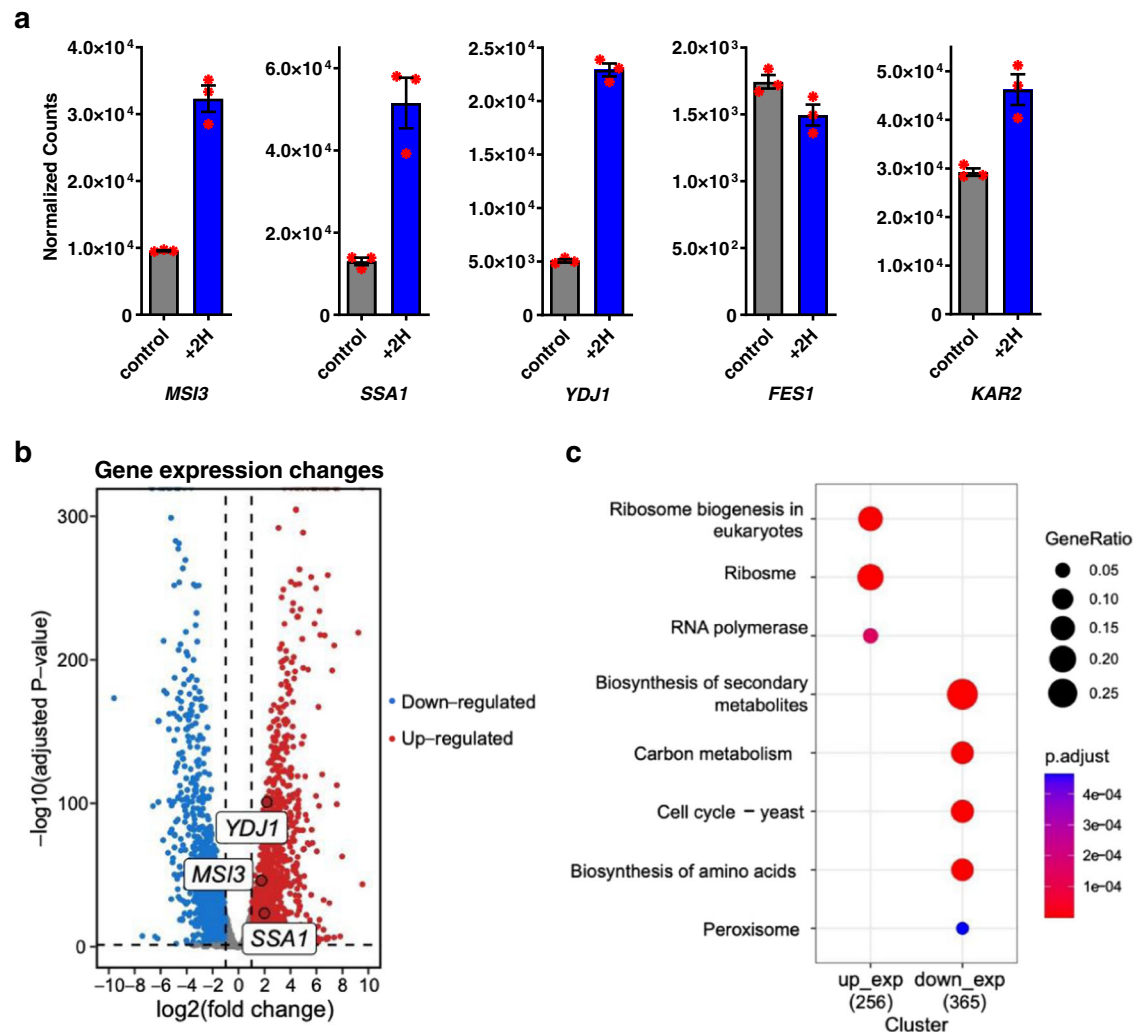 a
Normalized Counts
4.0×10⁴
3.0×10⁴
2.0×10⁴
1.0×10⁴
0
control
+2H
MSI3
6.0×10⁴
4.0×10⁴
2.0×10⁴
0
control
+2H
SSA1
2.5×10⁴
2.0×10⁴
1.5×10⁴
1.0×10⁴
5.0×10³
0
control
+2H
YDJ1
2.0×10³
1.5×10³
1.0×10³
5.0×10²
0
control
+2H
FES1
5.0×10⁴
4.0×10⁴
3.0×10⁴
2.0×10⁴
1.0×10⁴
0
control
+2H
KAR2
b
Gene expression changes
−log10(adjusted P−value)
300
200
100
0
YDJ1
MSI3
SSA1
−10 −8 −6 −4 −2 0 2 4 6 8 10
log2(fold change)
Down−regulated
Up−regulated
c
Ribosome biogenesis in
eukaryotes
Ribosme
RNA polymerase
Biosynthesis of secondary
metabolites
Carbon metabolism
Cell cycle − yeast
Biosynthesis of amino acids
Peroxisome
up_exp
(256)
down_exp
(365)
Cluster
GeneRatio
0.05
0.10
0.15
0.20
0.25
p.adjust
4e−04
3e−04
2e−04
1e−04